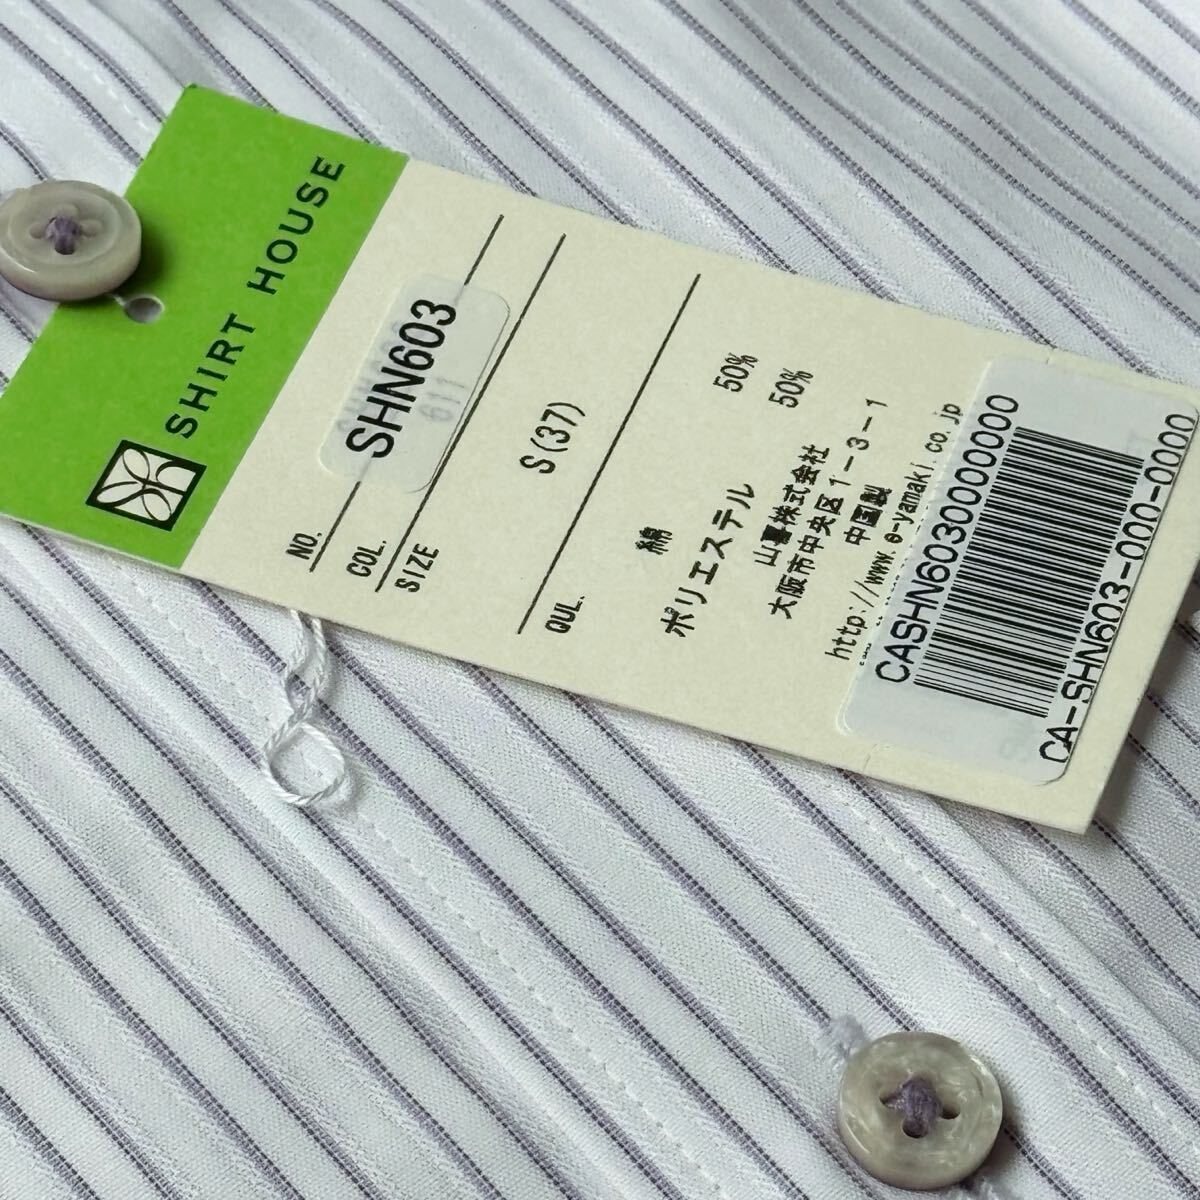 SHIRT HOUSE
NO. SHN603
COL. 611
SIZE
S(37)
QUL.
綿 50%
ポリエステル 50%
山喜株式会社
大阪市中央区1-3-1
中国製
http://www.e-yamaki.co.jp
CASHN6030000000
CA-SHN603-000-0000